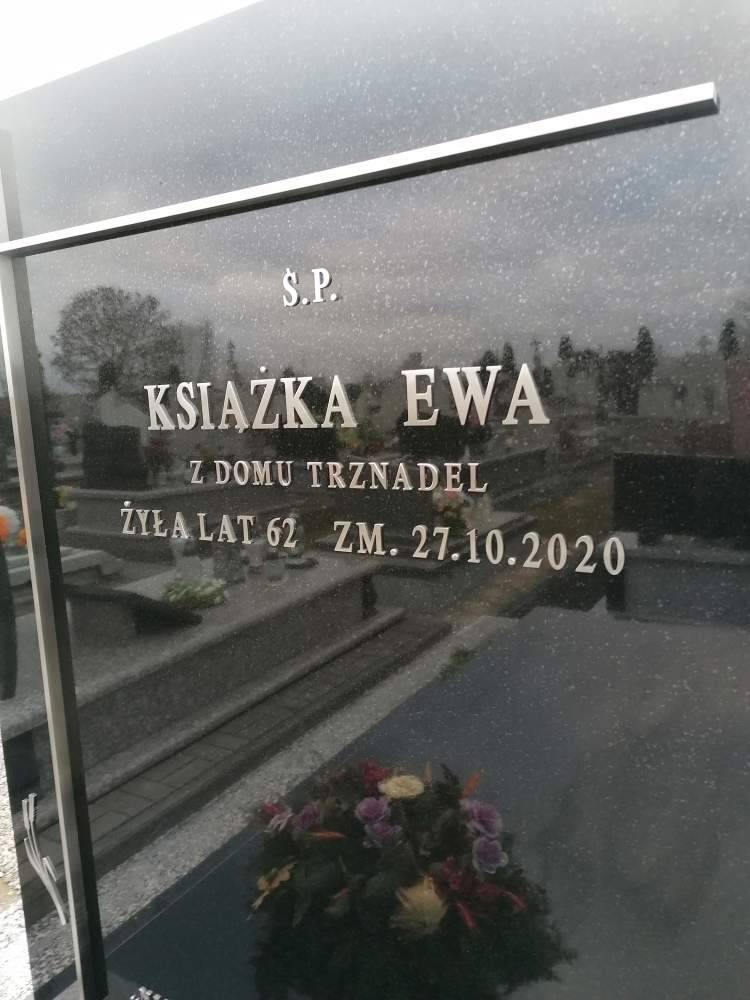 Ś.P.
KSIĄŻKA EWA
Z DOMU TRZNADEL
ŻYŁA LAT 62 ZM. 27.10.2020